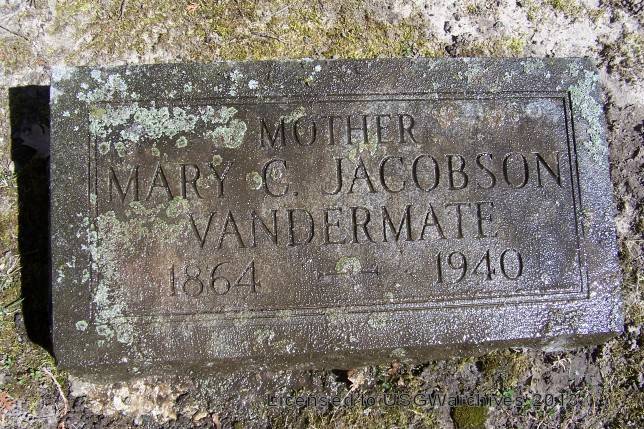 MOTHER
MARY C. JACOBSON
VANDERMATE
1864 — 1940
Licensed to USGWarchives 2013